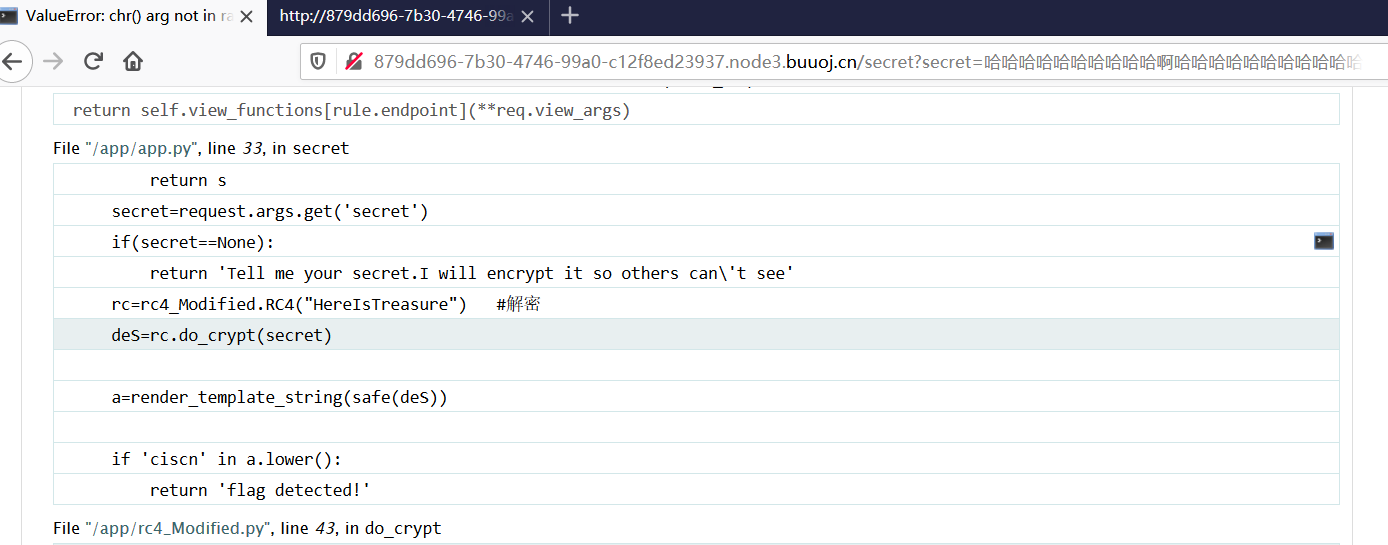 ValueError: chr() arg not in ra
http://879dd696-7b30-4746-99a
879dd696-7b30-4746-99a0-c12f8ed23937.node3.buuoj.cn/secret?secret=哈哈哈哈哈哈哈哈哈哈啊哈哈哈哈哈哈哈哈哈哈哈
return self.view_functions[rule.endpoint](**req.view_args)
File "/app/app.py", line 33, in secret
return s
secret=request.args.get('secret')
if(secret==None):
return 'Tell me your secret.I will encrypt it so others can\'t see'
rc=rc4_Modified.RC4("HereIsTreasure")   #解密
deS=rc.do_crypt(secret)
a=render_template_string(safe(deS))
if 'ciscn' in a.lower():
return 'flag detected!'
File "/app/rc4_Modified.py", line 43, in do_crypt